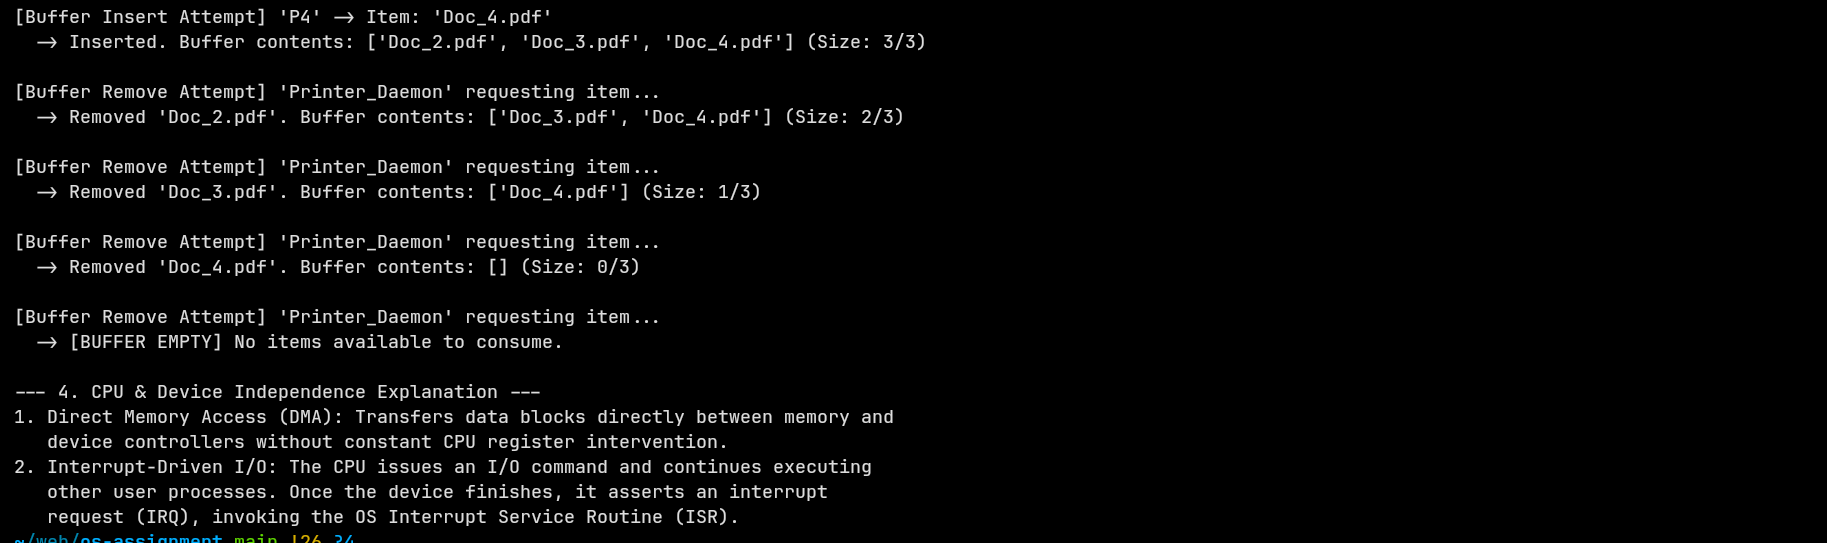 [Buffer Insert Attempt] 'P4' -> Item: 'Doc_4.pdf'
-> Inserted. Buffer contents: ['Doc_2.pdf', 'Doc_3.pdf', 'Doc_4.pdf'] (Size: 3/3)
[Buffer Remove Attempt] 'Printer_Daemon' requesting item...
-> Removed 'Doc_2.pdf'. Buffer contents: ['Doc_3.pdf', 'Doc_4.pdf'] (Size: 2/3)
[Buffer Remove Attempt] 'Printer_Daemon' requesting item...
-> Removed 'Doc_3.pdf'. Buffer contents: ['Doc_4.pdf'] (Size: 1/3)
[Buffer Remove Attempt] 'Printer_Daemon' requesting item...
-> Removed 'Doc_4.pdf'. Buffer contents: [] (Size: 0/3)
[Buffer Remove Attempt] 'Printer_Daemon' requesting item...
-> [BUFFER EMPTY] No items available to consume.
--- 4. CPU & Device Independence Explanation ---
1. Direct Memory Access (DMA): Transfers data blocks directly between memory and
device controllers without constant CPU register intervention.
2. Interrupt-Driven I/O: The CPU issues an I/O command and continues executing
other user processes. Once the device finishes, it asserts an interrupt
request (IRQ), invoking the OS Interrupt Service Routine (ISR).
~/web/os-assignment main !26 ?4